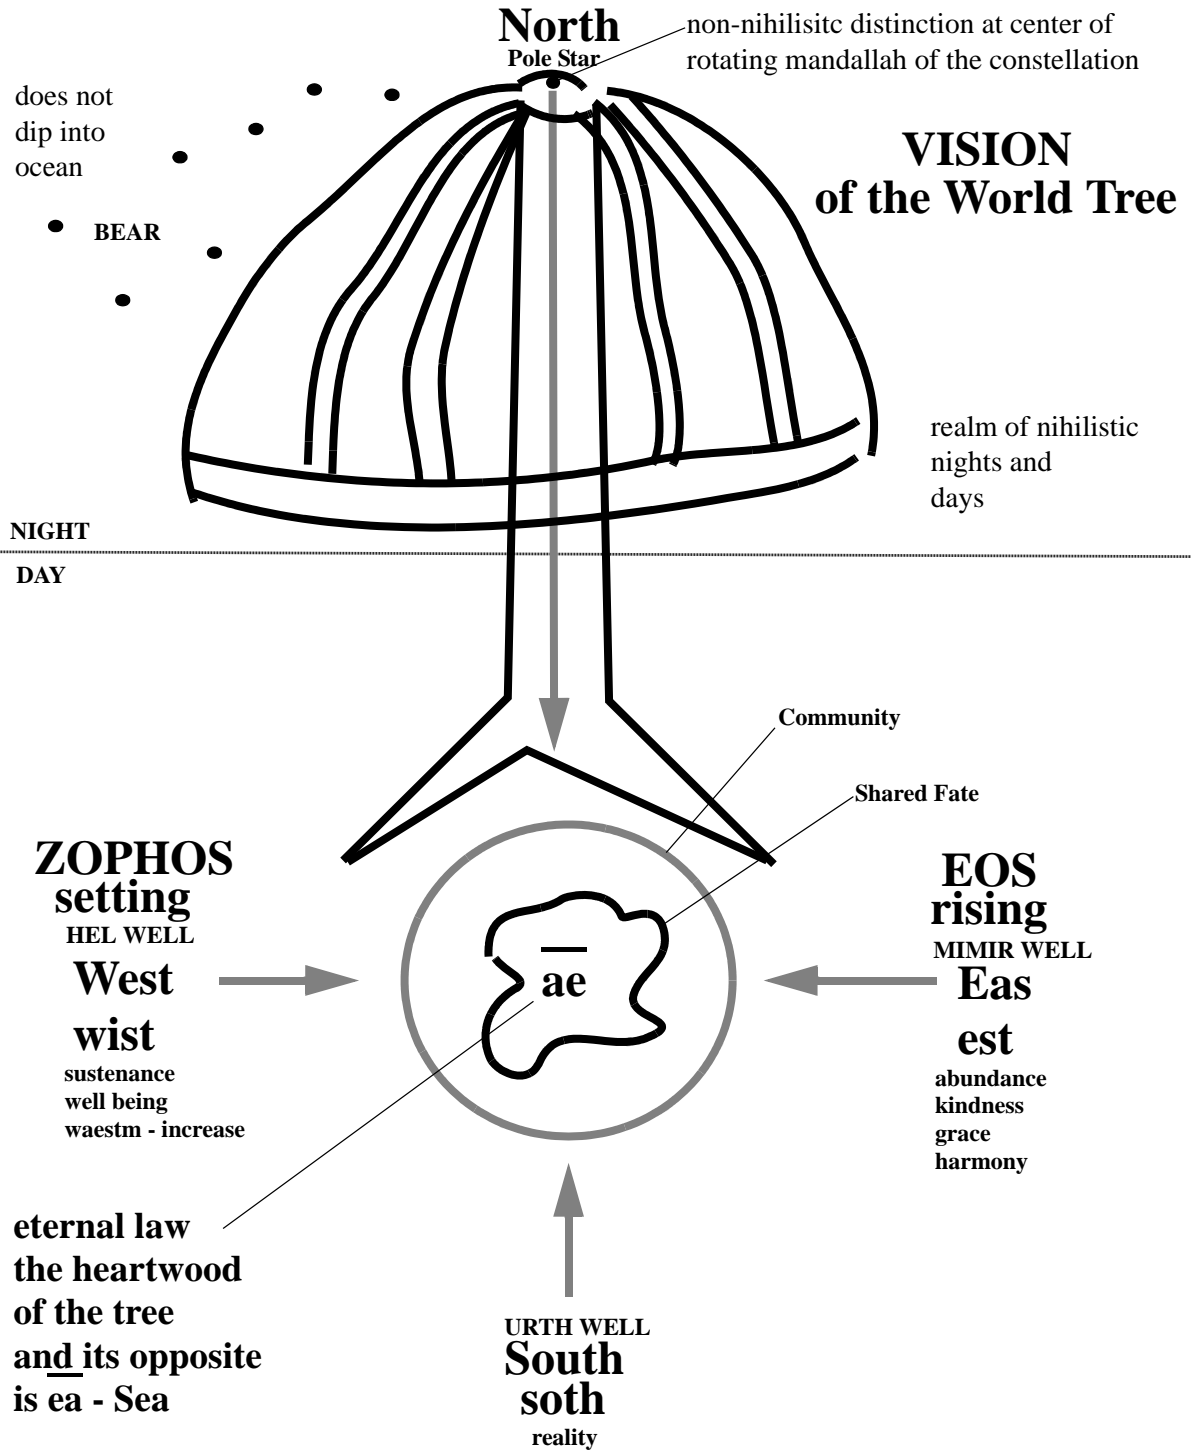 North
Pole Star
non-nihilisitc distinction at center of
rotating mandallah of the constellation
does not
dip into
ocean
VISION
of the World Tree
BEAR
realm of nihilistic
nights and
days
NIGHT
DAY
Community
Shared Fate
ZOPHOS
setting
HEL WELL
West
wist
sustenance
well being
waestm - increase
EOS
rising
MIMIR WELL
Eas
est
abundance
kindness
grace
harmony
a̅e̅
eternal law
the heartwood
of the tree
and its opposite
is e̅a̅ - Sea
URTH WELL
South
soth
reality